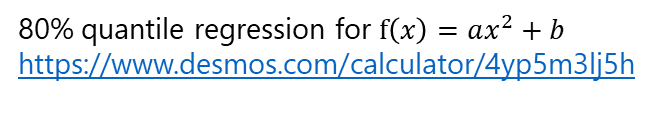 80% quantile regression for f(x) = ax² + b
https://www.desmos.com/calculator/4yp5m3lj5h